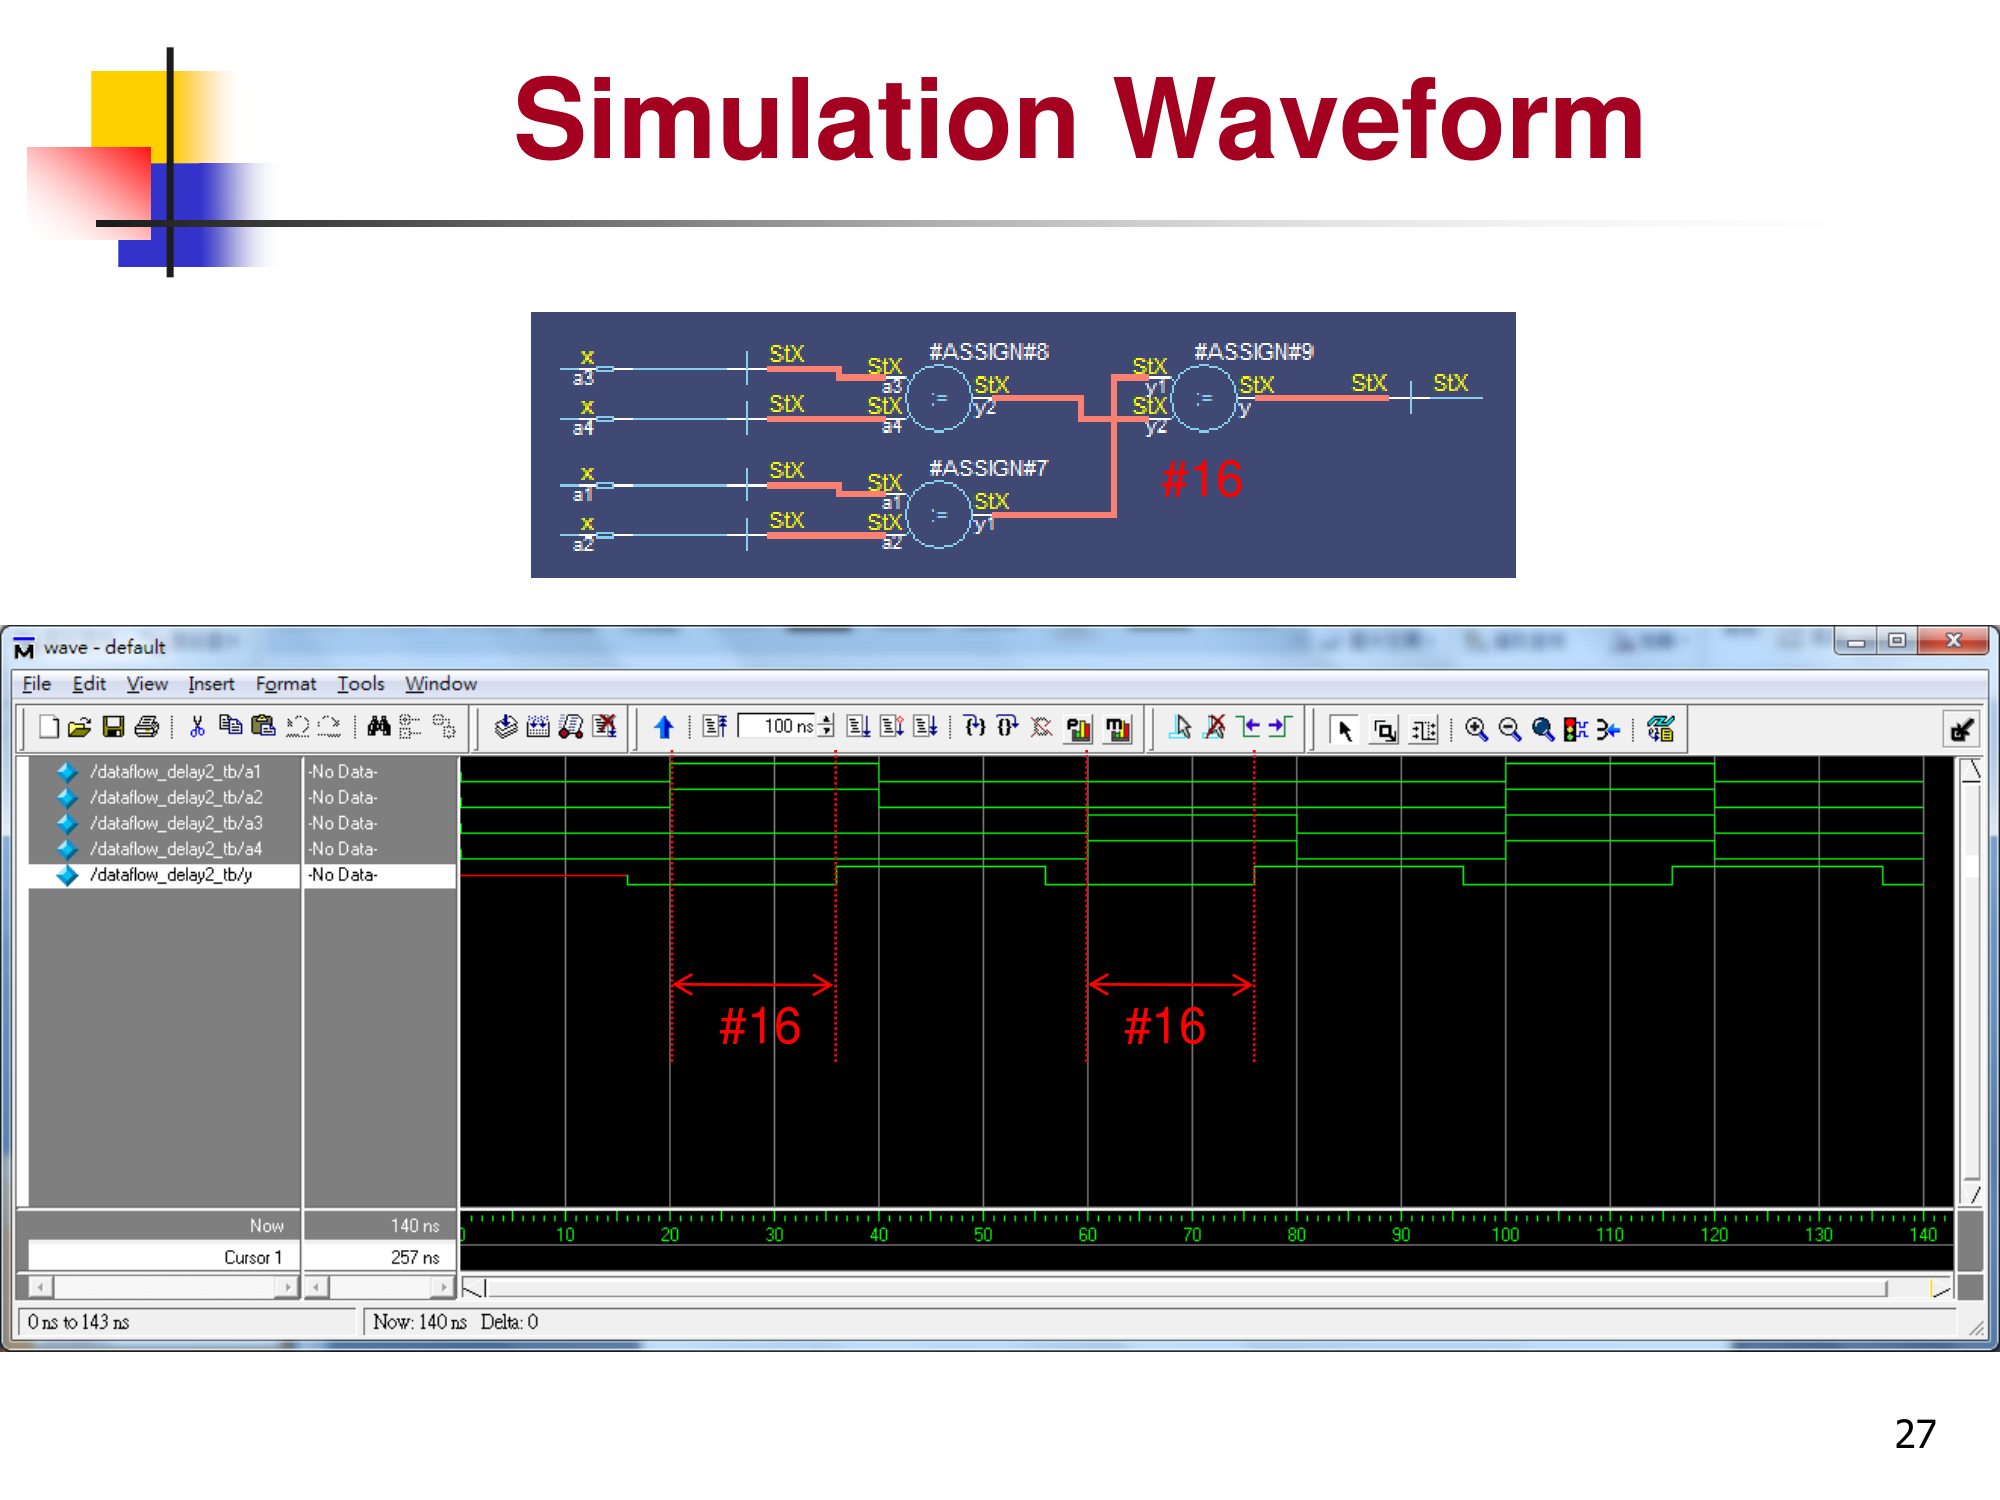 Simulation Waveform
x StX StX #ASSIGN#8 StX #ASSIGN#9
a3 a3 StX y1 StX StX StX
x StX StX := y2 StX := y
a4 a4 y2
x StX StX #ASSIGN#7 #16
a1 a1 StX
x StX StX := y1
a2 a2
wave - default
File Edit View Insert Format Tools Window
100 ns
/dataflow_delay2_tb/a1 -No Data-
/dataflow_delay2_tb/a2 -No Data-
/dataflow_delay2_tb/a3 -No Data-
/dataflow_delay2_tb/a4 -No Data-
/dataflow_delay2_tb/y -No Data-
#16 #16
Now 140 ns
0 10 20 30 40 50 60 70 80 90 100 110 120 130 140
Cursor 1 257 ns
0 ns to 143 ns Now: 140 ns Delta: 0
27